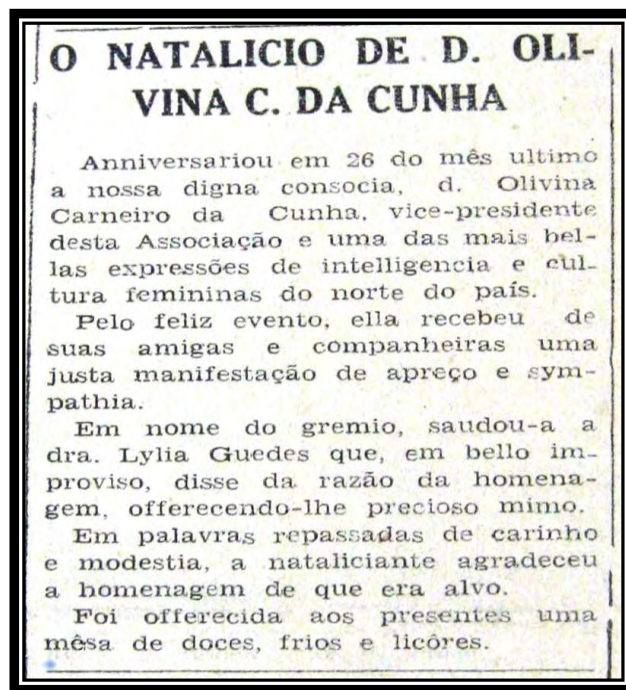 O NATALICIO DE D. OLI-
VINA C. DA CUNHA
Anniversariou em 26 do mês ultimo
a nossa digna consocia, d. Olivina
Carneiro da Cunha, vice-presidente
desta Associação e uma das mais bel-
las expressões de intelligencia e cul-
tura femininas do norte do país.
Pelo feliz evento, ella recebeu de
suas amigas e companheiras uma
justa manifestação de apreço e sym-
pathia.
Em nome do gremio, saudou-a a
dra. Lylia Guedes que, em bello im-
proviso, disse da razão da homena-
gem, offerecendo-lhe precioso mimo.
Em palavras repassadas de carinho
e modestia, a nataliciante agradeceu
a homenagem de que era alvo.
Foi offerecida aos presentes uma
mêsa de doces, frios e licôres.